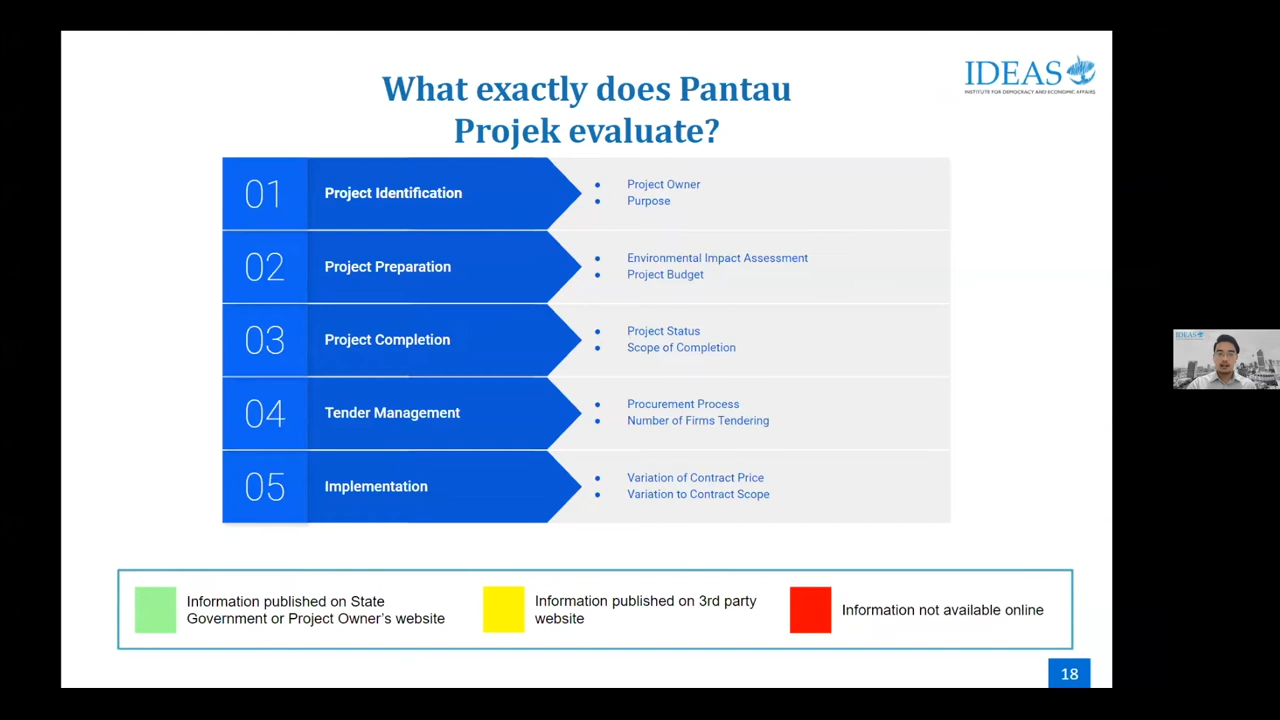 What exactly does Pantau
Projek evaluate?
IDEAS
INSTITUTE FOR DEMOCRACY AND ECONOMIC AFFAIRS
01
Project Identification
• Project Owner
• Purpose
02
Project Preparation
• Environmental Impact Assessment
• Project Budget
03
Project Completion
• Project Status
• Scope of Completion
04
Tender Management
• Procurement Process
• Number of Firms Tendering
05
Implementation
• Variation of Contract Price
• Variation to Contract Scope
Information published on State
Government or Project Owner's website
Information published on 3rd party
website
Information not available online
18
IDEAS